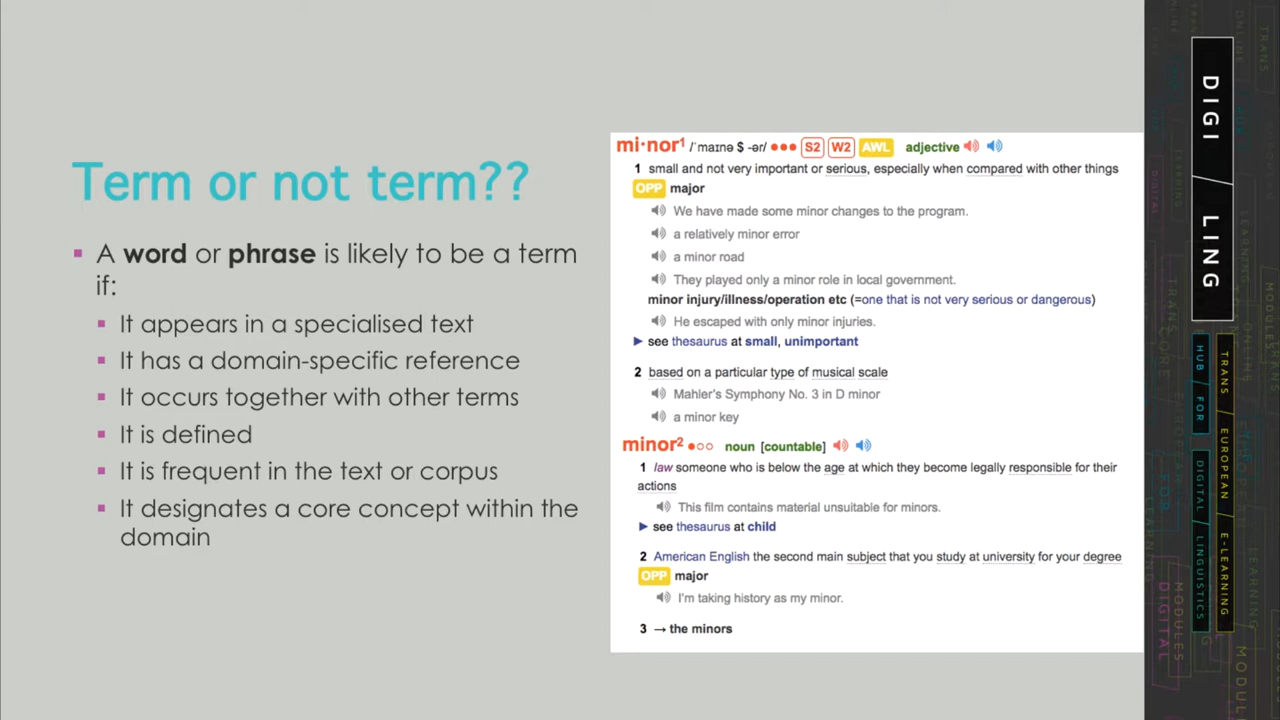 Term or not term??
▪ A word or phrase is likely to be a term
if:
▪ It appears in a specialised text
▪ It has a domain-specific reference
▪ It occurs together with other terms
▪ It is defined
▪ It is frequent in the text or corpus
▪ It designates a core concept within the
domain
mi·nor1 /ˈmaɪnə $ -ər/ ●●● S2 W2 AWL adjective
1 small and not very important or serious, especially when compared with other things
OPP major
We have made some minor changes to the program.
a relatively minor error
a minor road
They played only a minor role in local government.
minor injury/illness/operation etc (=one that is not very serious or dangerous)
He escaped with only minor injuries.
► see thesaurus at small, unimportant
2 based on a particular type of musical scale
Mahler's Symphony No. 3 in D minor
a minor key
minor2 ●○○ noun [countable]
1 law someone who is below the age at which they become legally responsible for their
actions
This film contains material unsuitable for minors.
► see thesaurus at child
2 American English the second main subject that you study at university for your degree
OPP major
I'm taking history as my minor.
3 → the minors
DIGI / LING
HUB / FOR / DIGITAL / LINGUISTICS
TRANS / EUROPEAN / E-LEARNING